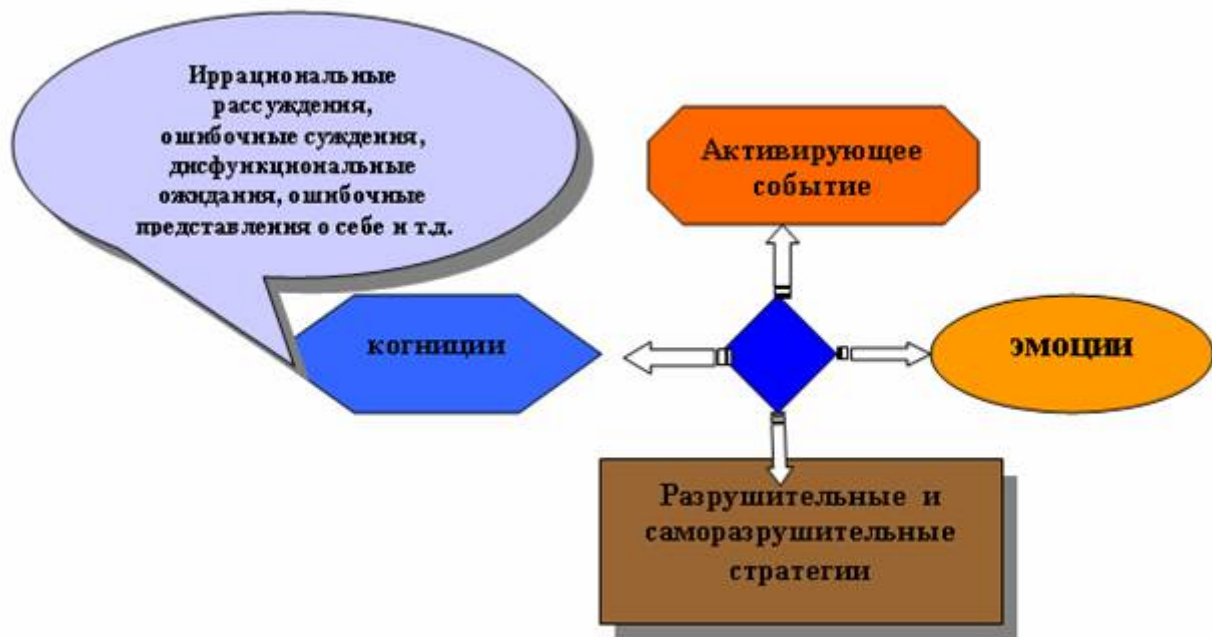 Иррациональные
рассуждения,
ошибочные суждения,
дисфункциональные
ожидания, ошибочные
представления о себе и т.д.
Активирующее
событие
когниции
эмоции
Разрушительные и
саморазрушительные
стратегии